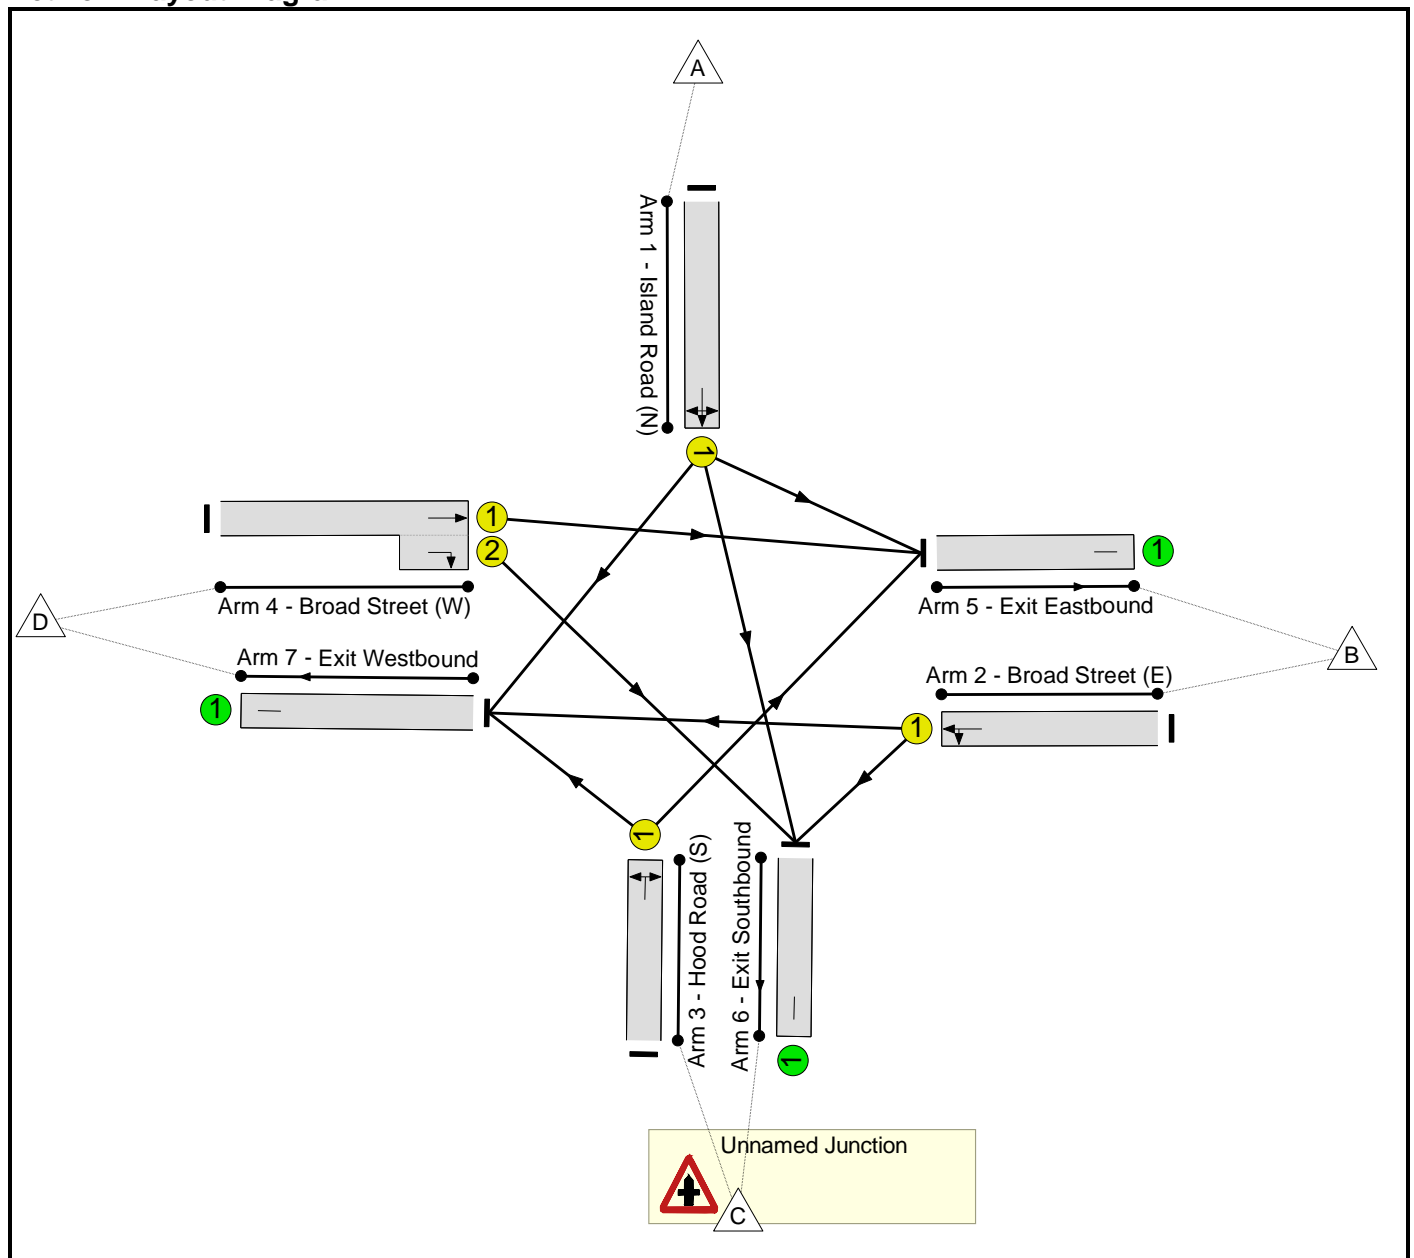 A
Arm 1 - Island Road (N)
1
1
2
Arm 4 - Broad Street (W)
D
Arm 7 - Exit Westbound
1
1
Arm 5 - Exit Eastbound
B
Arm 2 - Broad Street (E)
1
1
Arm 3 - Hood Road (S)
Arm 6 - Exit Southbound
1
Unnamed Junction
C